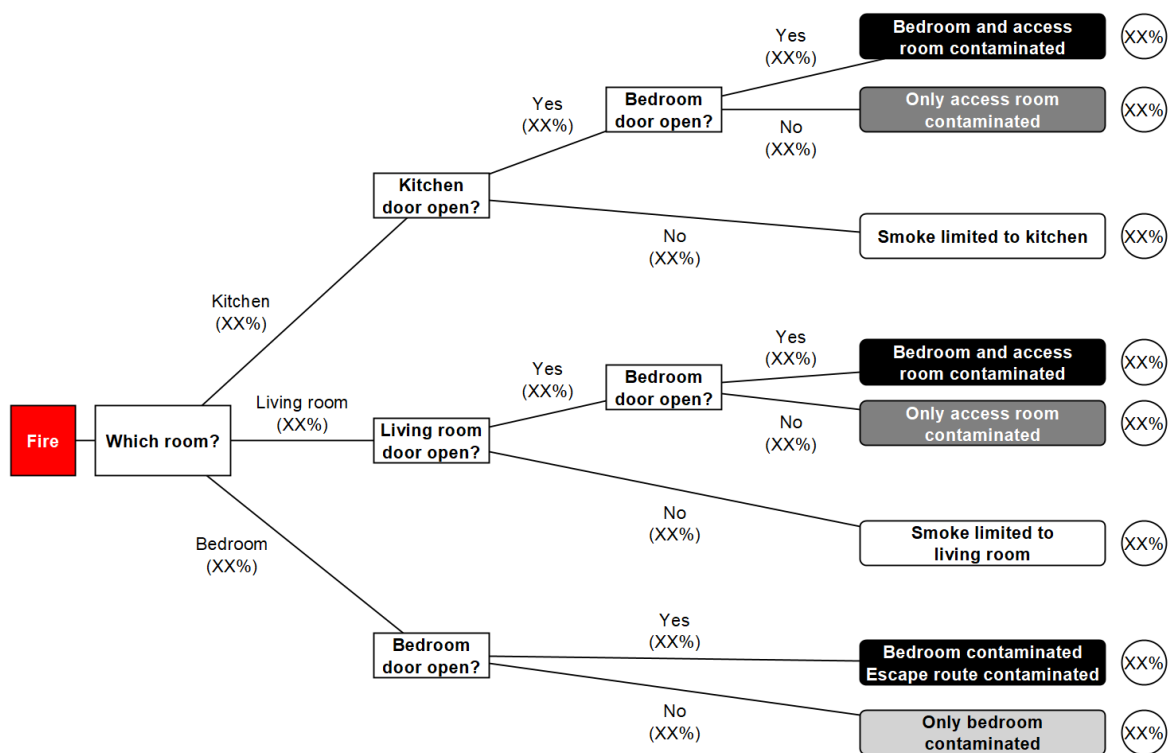 Yes
(XX%)
Bedroom and access
room contaminated
XX%
Yes
(XX%)
Bedroom
door open?
Only access room
contaminated
XX%
No
(XX%)
Kitchen
door open?
No
(XX%)
Smoke limited to kitchen
XX%
Kitchen
(XX%)
Yes
(XX%)
Bedroom and access
room contaminated
XX%
Yes
(XX%)
Bedroom
door open?
Only access room
contaminated
XX%
No
(XX%)
Living room
(XX%)
Fire
Which room?
Living room
door open?
No
(XX%)
Smoke limited to
living room
XX%
Bedroom
(XX%)
Yes
(XX%)
Bedroom
door open?
Bedroom contaminated
Escape route contaminated
XX%
No
(XX%)
Only bedroom
contaminated
XX%